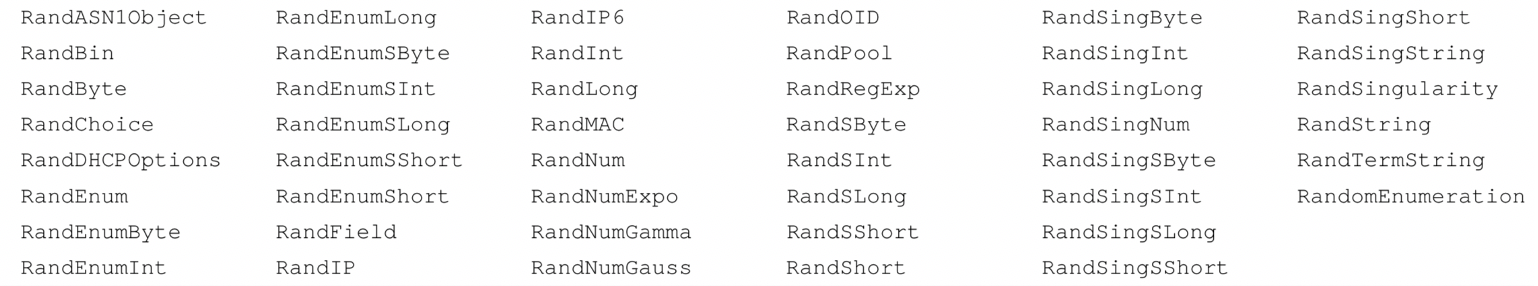 RandASN1Object RandEnumLong RandIP6 RandOID RandSingByte RandSingShort
RandBin RandEnumSByte RandInt RandPool RandSingInt RandSingString
RandByte RandEnumSInt RandLong RandRegExp RandSingLong RandSingularity
RandChoice RandEnumSLong RandMAC RandSByte RandSingNum RandString
RandDHCPOptions RandEnumSShort RandNum RandSInt RandSingSByte RandTermString
RandEnum RandEnumShort RandNumExpo RandSLong RandSingSInt RandomEnumeration
RandEnumByte RandField RandNumGamma RandSShort RandSingSLong
RandEnumInt RandIP RandNumGauss RandShort RandSingSShort